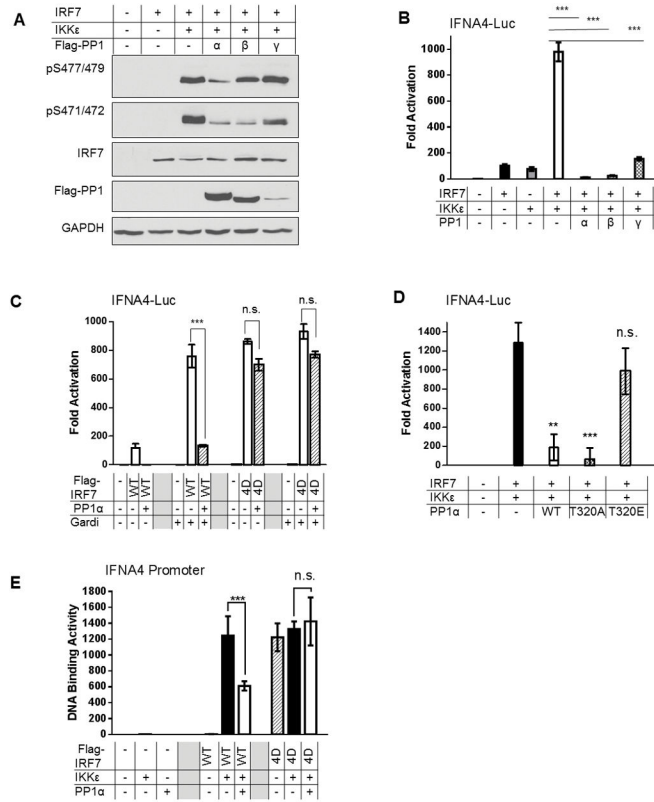 A
IRF7 - + + + + +
IKKε - - + + + +
Flag-PP1 - - - α β γ
pS477/479
pS471/472
IRF7
Flag-PP1
GAPDH
B
IFNA4-Luc
***
***
***
Fold Activation
1000
800
600
400
200
0
IRF7 - + - + + + +
IKKε - - + + + + +
PP1 - - - - α β γ
C
IFNA4-Luc
***
n.s.
n.s.
Fold Activation
1000
800
600
400
200
0
Flag-IRF7 - WT WT - WT WT - 4D 4D - 4D 4D
PP1α - - + - - + - - + - - +
Gardi - - - + + + - - - + + +
D
IFNA4-Luc
n.s.
**
***
Fold Activation
1400
1200
1000
800
600
400
200
0
IRF7 - + + + +
IKKε - + + + +
PP1α - - WT T320A T320E
E
IFNA4 Promoter
***
n.s.
DNA Binding Activity
1800
1600
1400
1200
1000
800
600
400
200
0
Flag-IRF7 - - - WT WT WT 4D 4D 4D
IKKε - + - - + + - + +
PP1α - - + - - + - - +